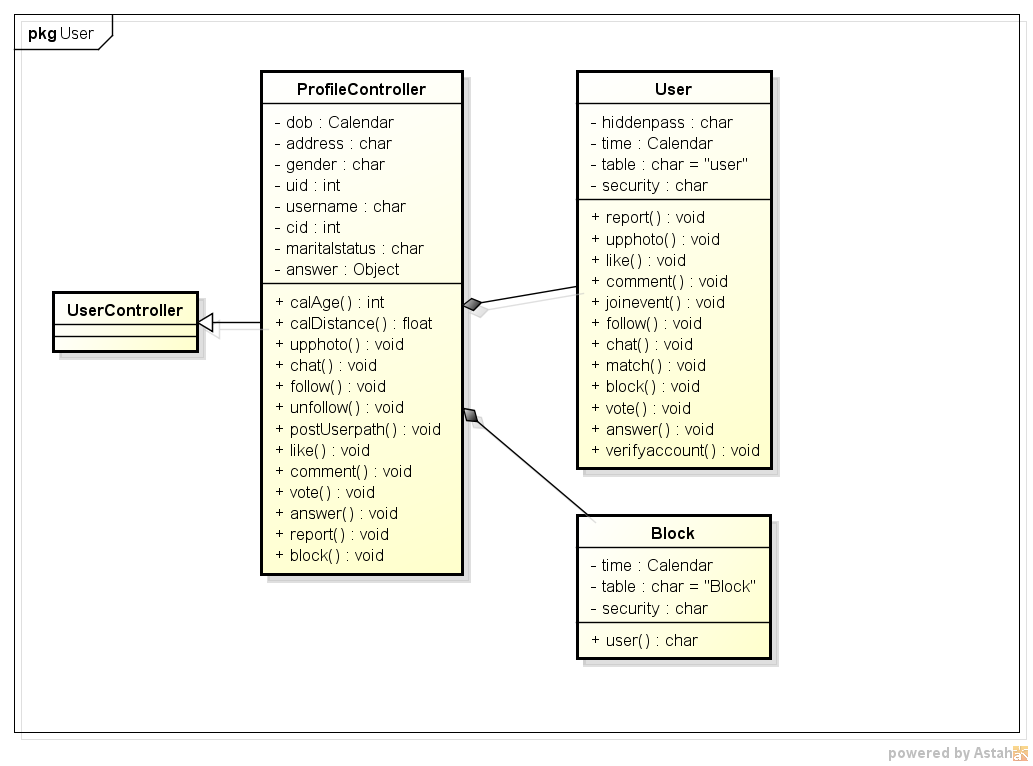 pkg User
ProfileController
- dob : Calendar
- address : char
- gender : char
- uid : int
- username : char
- cid : int
- maritalstatus : char
- answer : Object
+ calAge() : int
+ calDistance() : float
+ upphoto() : void
+ chat() : void
+ follow() : void
+ unfollow() : void
+ postUserpath() : void
+ like() : void
+ comment() : void
+ vote() : void
+ answer() : void
+ report() : void
+ block() : void
User
- hiddenpass : char
- time : Calendar
- table : char = "user"
- security : char
+ report() : void
+ upphoto() : void
+ like() : void
+ comment() : void
+ joinevent() : void
+ follow() : void
+ chat() : void
+ match() : void
+ block() : void
+ vote() : void
+ answer() : void
+ verifyaccount() : void
UserController
Block
- time : Calendar
- table : char = "Block"
- security : char
+ user() : char
powered by Astah